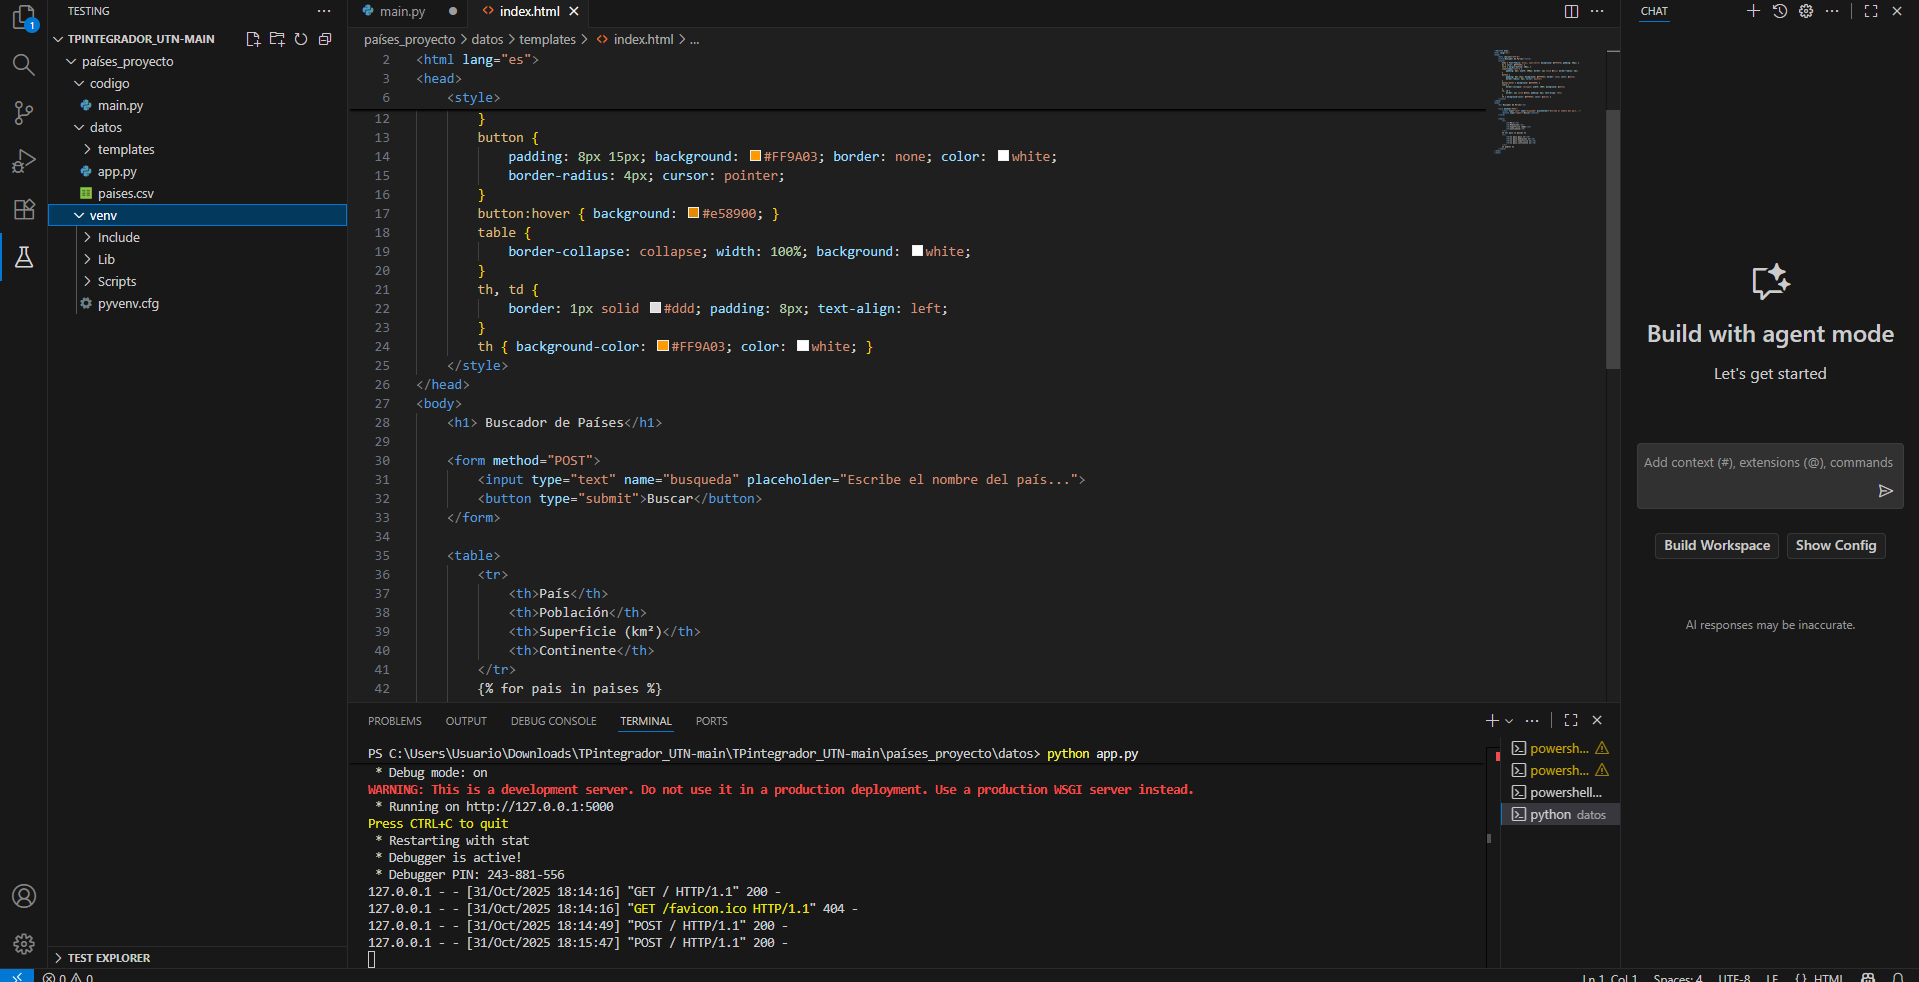 TESTING
TPINTEGRADOR_UTN-MAIN
países_proyecto
codigo
main.py
datos
templates
app.py
paises.csv
venv
Include
Lib
Scripts
pyvenv.cfg
TEST EXPLORER
1
main.py
index.html
países_proyecto > datos > templates > index.html > ...
2 <html lang="es">
3 <head>
6 <style>
12 }
13 button {
14 padding: 8px 15px; background: #FF9A03; border: none; color: white;
15 border-radius: 4px; cursor: pointer;
16 }
17 button:hover { background: #e58900; }
18 table {
19 border-collapse: collapse; width: 100%; background: white;
20 }
21 th, td {
22 border: 1px solid #ddd; padding: 8px; text-align: left;
23 }
24 th { background-color: #FF9A03; color: white; }
25 </style>
26 </head>
27 <body>
28 <h1> Buscador de Países</h1>
29
30 <form method="POST">
31 <input type="text" name="busqueda" placeholder="Escribe el nombre del país...">
32 <button type="submit">Buscar</button>
33 </form>
34
35 <table>
36 <tr>
37 <th>País</th>
38 <th>Población</th>
39 <th>Superficie (km²)</th>
40 <th>Continente</th>
41 </tr>
42 {% for pais in paises %}
PROBLEMS OUTPUT DEBUG CONSOLE TERMINAL PORTS
PS C:\Users\Usuario\Downloads\TPintegrador_UTN-main\TPintegrador_UTN-main\países_proyecto\datos> python app.py
* Debug mode: on
WARNING: This is a development server. Do not use it in a production deployment. Use a production WSGI server instead.
* Running on http://127.0.0.1:5000
Press CTRL+C to quit
* Restarting with stat
* Debugger is active!
* Debugger PIN: 243-881-556
127.0.0.1 - - [31/Oct/2025 18:14:16] "GET / HTTP/1.1" 200 -
127.0.0.1 - - [31/Oct/2025 18:14:16] "GET /favicon.ico HTTP/1.1" 404 -
127.0.0.1 - - [31/Oct/2025 18:14:49] "POST / HTTP/1.1" 200 -
127.0.0.1 - - [31/Oct/2025 18:15:47] "POST / HTTP/1.1" 200 -
powersh...
powersh...
powershell...
python datos
CHAT
Build with agent mode
Let's get started
Add context (#), extensions (@), commands
Build Workspace Show Config
AI responses may be inaccurate.
0 0
Ln 1, Col 1 Spaces: 4 UTF-8 LF {} HTML